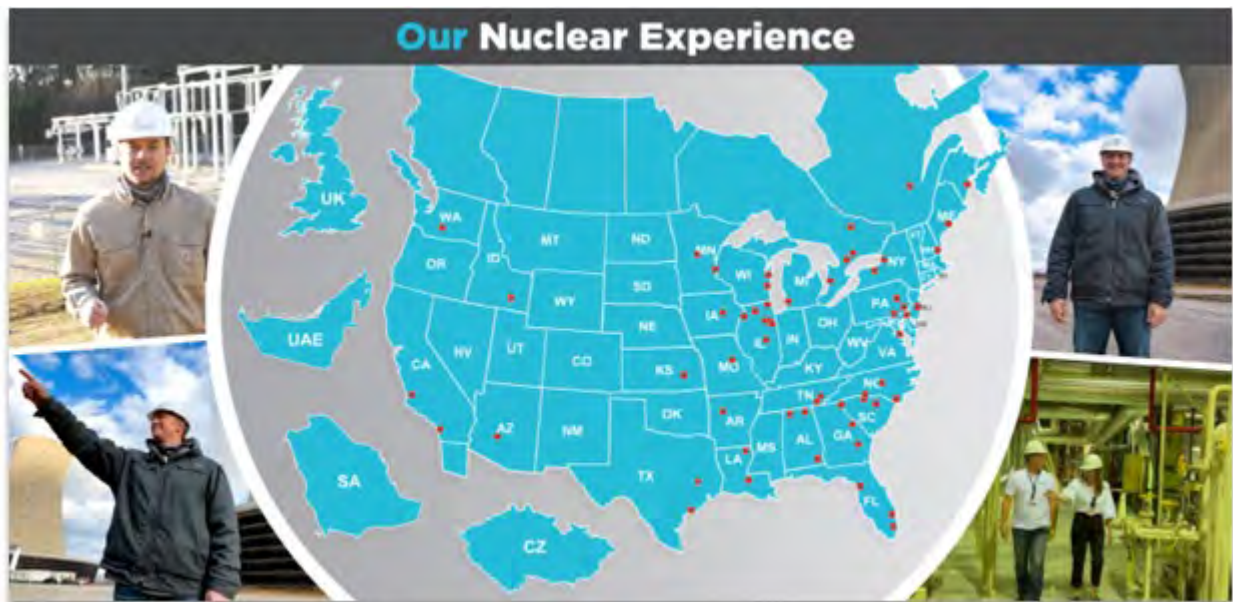 Our Nuclear Experience
UK
WA
MT
ND
MN
ME
OR
ID
WI
NY
SD
MI
WY
UAE
IA
PA
NE
OH
NV
UT
IL
IN
CA
CO
WV
VA
KS
MO
KY
NC
TN
OK
AR
SC
AZ
NM
MS
AL
GA
LA
TX
SA
FL
CZ